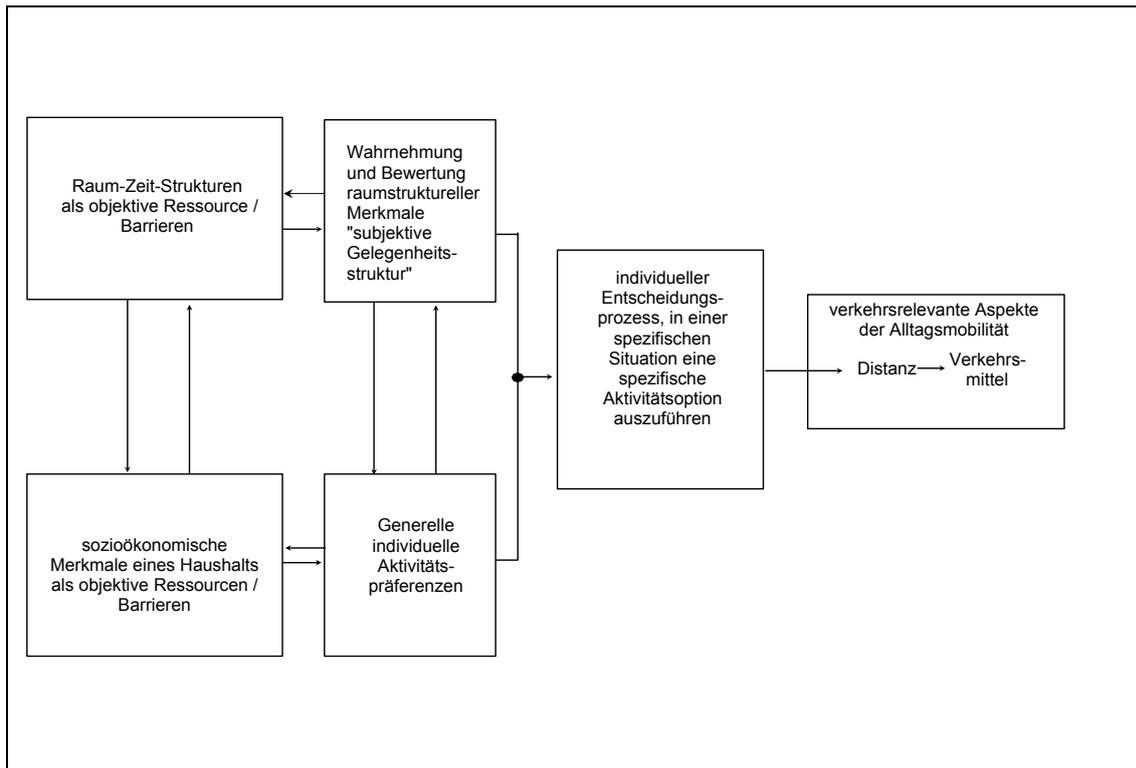 Raum-Zeit-Strukturen
als objektive Ressource /
Barrieren
Wahrnehmung
und Bewertung
raumstruktureller
Merkmale
"subjektive
Gelegenheits-
struktur"
sozioökonomische
Merkmale eines Haushalts
als objektive Ressourcen /
Barrieren
Generelle
individuelle
Aktivitäts-
präferenzen
individueller
Entscheidungs-
prozess, in einer
spezifischen
Situation eine
spezifische
Aktivitätsoption
auszuführen
verkehrsrelevante Aspekte
der Alltagsmobilität
Distanz
Verkehrs-
mittel